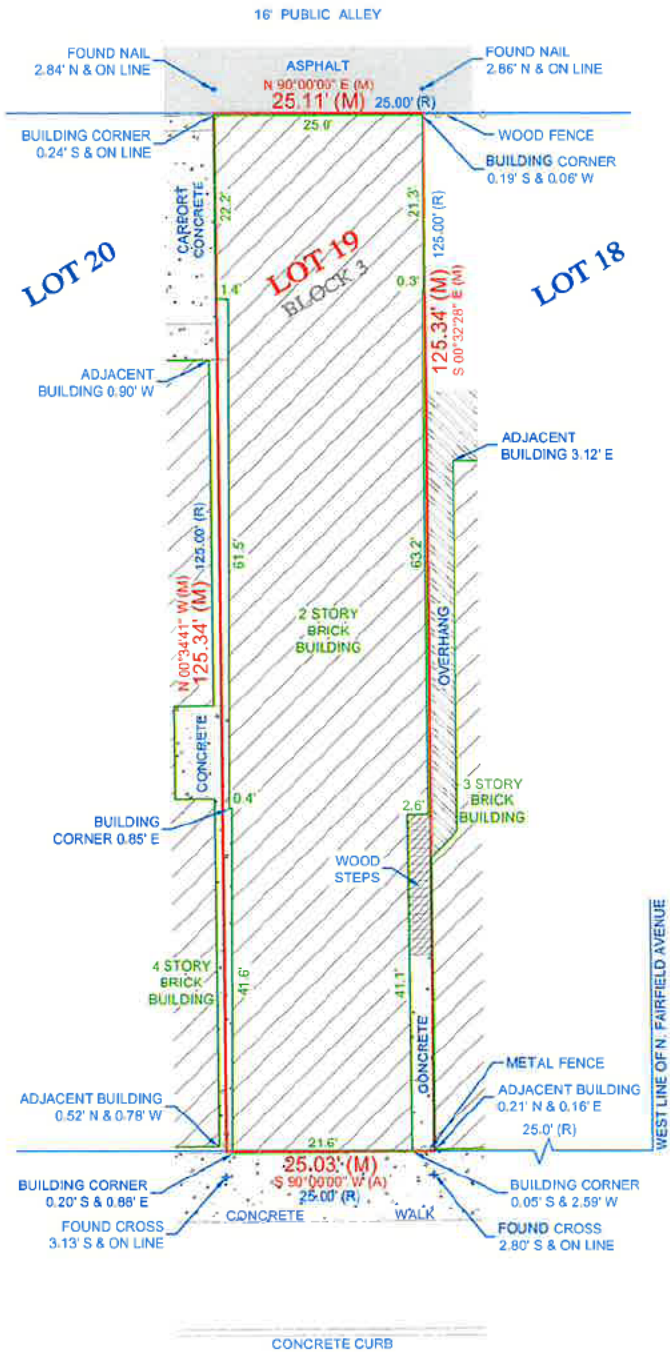 16' PUBLIC ALLEY
FOUND NAIL
2.84' N & ON LINE
ASPHALT
FOUND NAIL
2.86' N & ON LINE
N 90°00'00" E (M)
25.11' (M) 25.00' (R)
25.0'
BUILDING CORNER
0.24' S & ON LINE
WOOD FENCE
BUILDING CORNER
0.19' S & 0.06' W
CARPORT
CONCRETE
22.2'
21.3'
125.00' (R)
LOT 20
LOT 19
BLOCK 3
LOT 18
1.4'
0.3'
125.34' (M)
S 00°32'28" E (M)
ADJACENT
BUILDING 0.90' W
ADJACENT
BUILDING 3.12' E
N 00°34'41" W (M)
125.34' (M)
125.00' (R)
61.5'
63.2'
2 STORY
BRICK
BUILDING
OVERHANG
CONCRETE
0.4'
2.6'
3 STORY
BRICK
BUILDING
BUILDING
CORNER 0.85' E
WOOD
STEPS
4 STORY
BRICK
BUILDING
41.6'
41.1'
CONCRETE
WEST LINE OF N. FAIRFIELD AVENUE
METAL FENCE
ADJACENT BUILDING
0.52' N & 0.78' W
ADJACENT BUILDING
0.21' N & 0.16' E
25.0' (R)
21.6'
25.03' (M)
S 90°00'00" W (A)
25.00' (R)
BUILDING CORNER
0.20' S & 0.88' E
BUILDING CORNER
0.05' S & 2.59' W
FOUND CROSS
3.13' S & ON LINE
CONCRETE WALK
FOUND CROSS
2.80' S & ON LINE
CONCRETE CURB